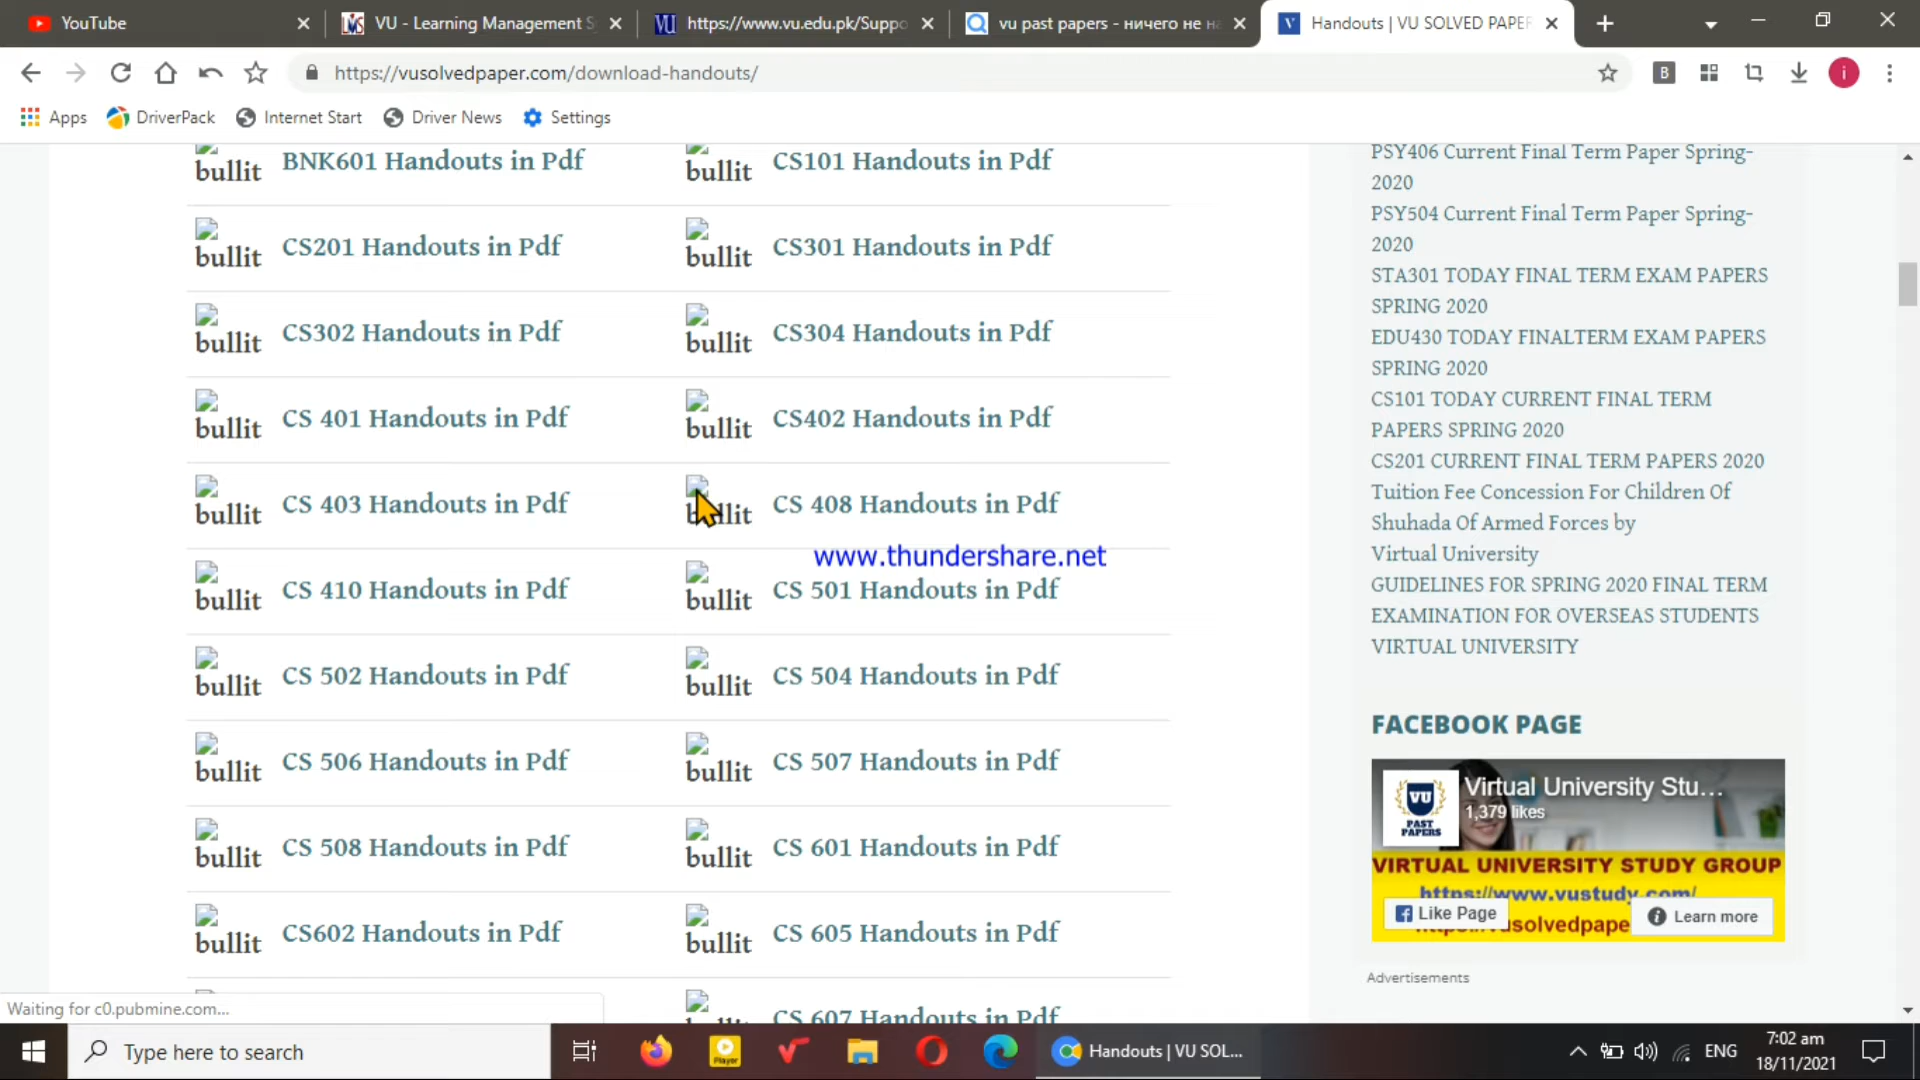 YouTube
VU - Learning Management S
https://www.vu.edu.pk/Suppo
vu past papers - ничего не на
Handouts | VU SOLVED PAPER
https://vusolvedpaper.com/download-handouts/
B
i
Apps
DriverPack
Internet Start
Driver News
Settings
bullit BNK601 Handouts in Pdf
bullit CS101 Handouts in Pdf
bullit CS201 Handouts in Pdf
bullit CS301 Handouts in Pdf
bullit CS302 Handouts in Pdf
bullit CS304 Handouts in Pdf
bullit CS 401 Handouts in Pdf
bullit CS402 Handouts in Pdf
bullit CS 403 Handouts in Pdf
bullit CS 408 Handouts in Pdf
www.thundershare.net
bullit CS 410 Handouts in Pdf
bullit CS 501 Handouts in Pdf
bullit CS 502 Handouts in Pdf
bullit CS 504 Handouts in Pdf
bullit CS 506 Handouts in Pdf
bullit CS 507 Handouts in Pdf
bullit CS 508 Handouts in Pdf
bullit CS 601 Handouts in Pdf
bullit CS602 Handouts in Pdf
bullit CS 605 Handouts in Pdf
CS 607 Handouts in Pdf
PSY406 Current Final Term Paper Spring-
2020
PSY504 Current Final Term Paper Spring-
2020
STA301 TODAY FINAL TERM EXAM PAPERS
SPRING 2020
EDU430 TODAY FINALTERM EXAM PAPERS
SPRING 2020
CS101 TODAY CURRENT FINAL TERM
PAPERS SPRING 2020
CS201 CURRENT FINAL TERM PAPERS 2020
Tuition Fee Concession For Children Of
Shuhada Of Armed Forces by
Virtual University
GUIDELINES FOR SPRING 2020 FINAL TERM
EXAMINATION FOR OVERSEAS STUDENTS
VIRTUAL UNIVERSITY
FACEBOOK PAGE
VU
PAST
PAPERS
Virtual University Stu...
1,379 likes
VIRTUAL UNIVERSITY STUDY GROUP
https://www.vustudy.com/
Like Page
Learn more
Advertisements
Waiting for c0.pubmine.com...
Type here to search
Player
Handouts | VU SOL...
ENG
7:02 am
18/11/2021